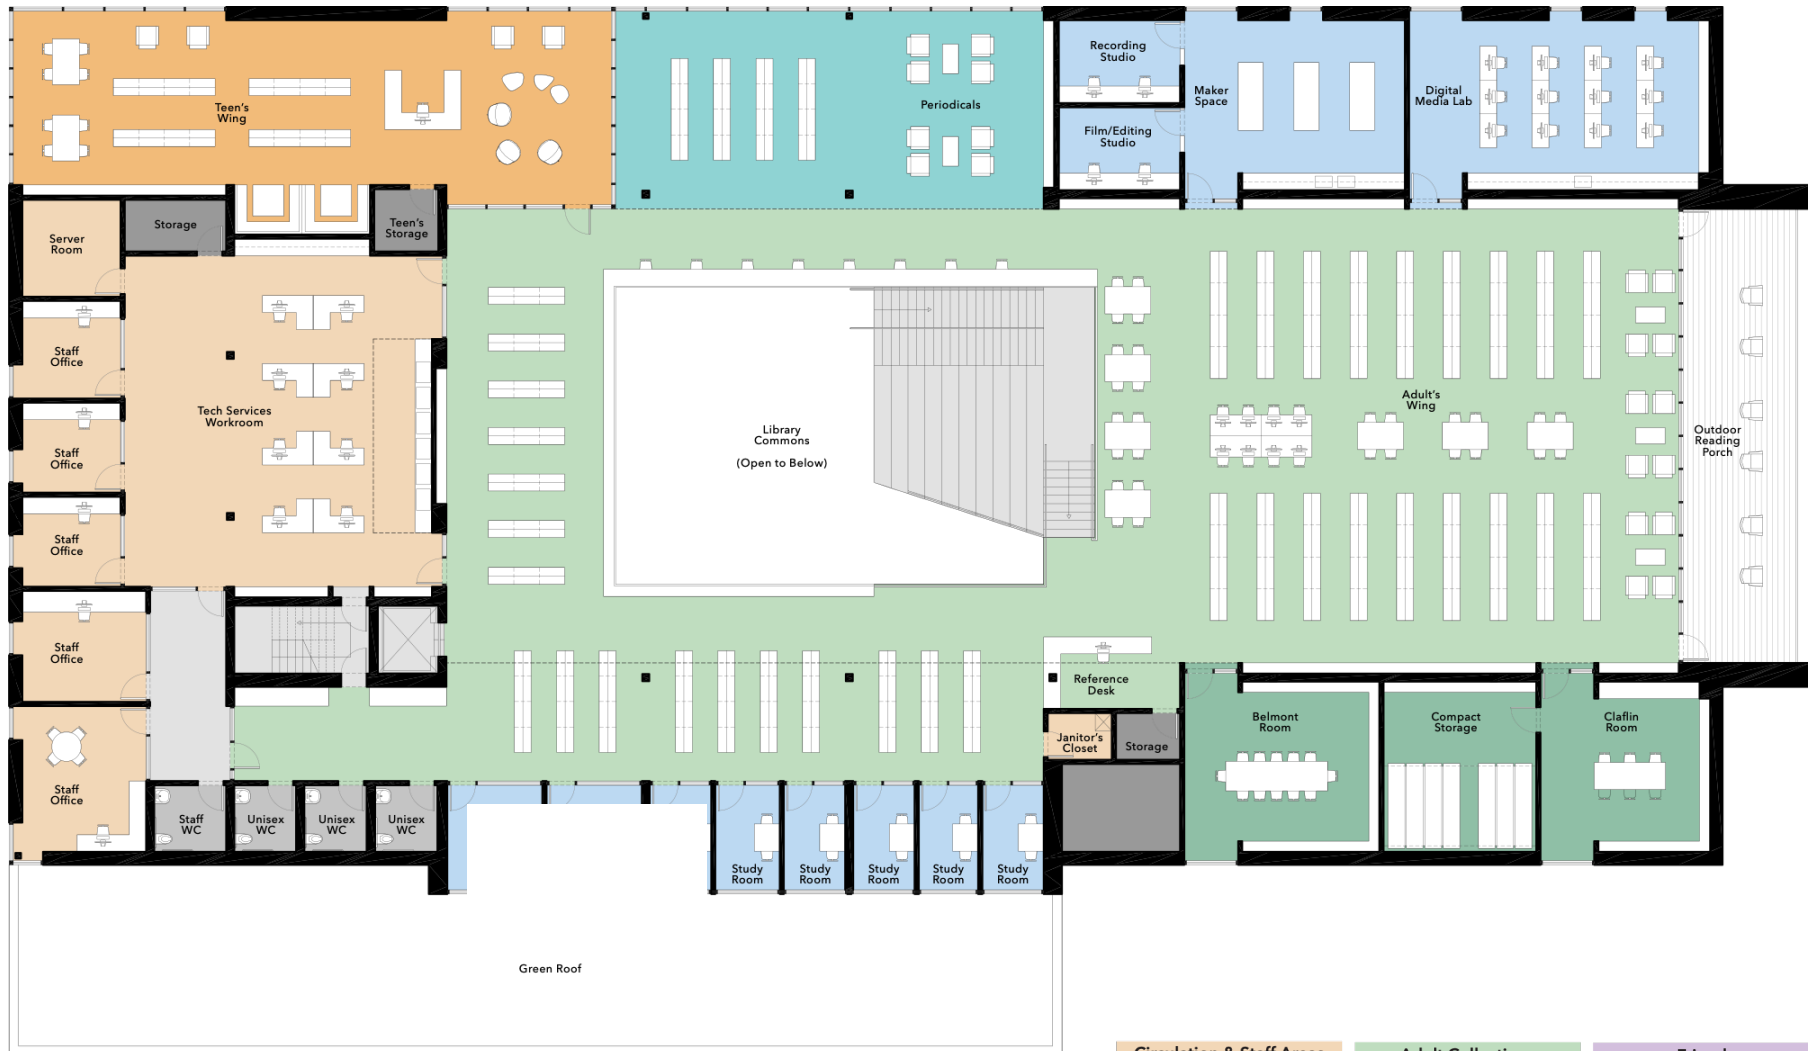 Recording
Studio
Maker
Space
Digital
Media Lab
Teen's
Wing
Periodicals
Film/Editing
Studio
Storage
Teen's
Storage
Server
Room
Staff
Office
Tech Services
Workroom
Staff
Office
Staff
Office
Library
Commons
(Open to Below)
Adult's
Wing
Outdoor
Reading
Porch
Staff
Office
Reference
Desk
Janitor's
Closet
Storage
Belmont
Room
Compact
Storage
Claflin
Room
Staff
Office
Staff
WC
Unisex
WC
Unisex
WC
Unisex
WC
Study
Room
Study
Room
Study
Room
Study
Room
Study
Room
Green Roof
Circulation & Staff Areas